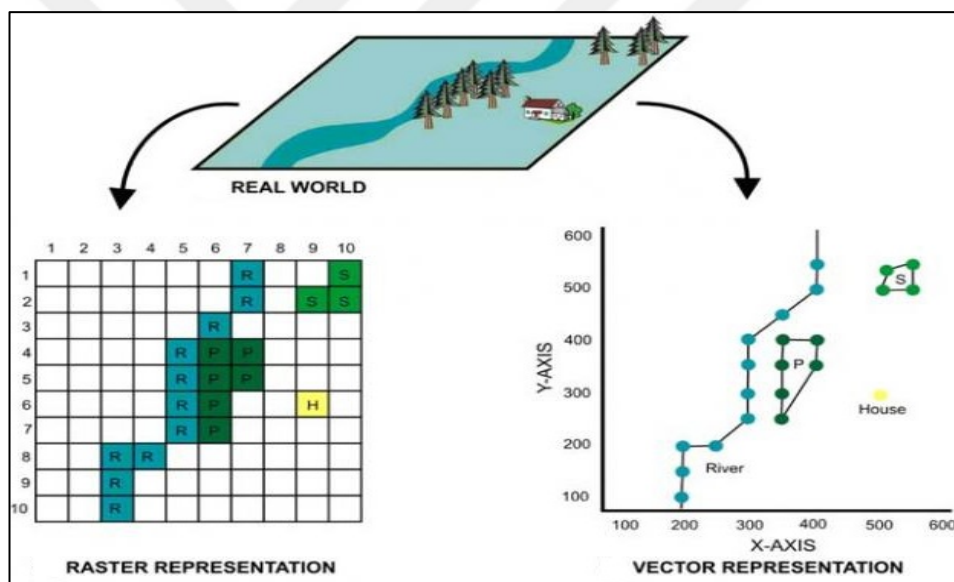 REAL WORLD
1 2 3 4 5 6 7 8 9 10
1 R S
2 R S S
3 R
4 R P P
5 R P P
6 R P H
7 R P
8 R R
9 R
10 R
RASTER REPRESENTATION
600
500 S
400
Y-AXIS
P
300
House
200
River
100
100 200 300 400 500 600
X-AXIS
VECTOR REPRESENTATION